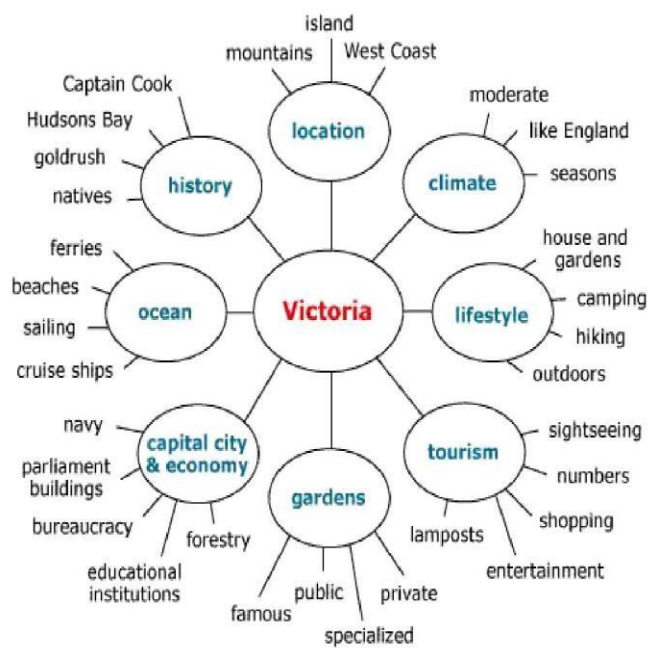 island
mountains
West Coast
location
Captain Cook
Hudsons Bay
goldrush
natives
history
moderate
like England
seasons
climate
ferries
beaches
sailing
cruise ships
ocean
Victoria
house and
gardens
camping
hiking
outdoors
lifestyle
navy
parliament
buildings
bureaucracy
educational
institutions
forestry
capital city
& economy
gardens
famous
public
specialized
private
tourism
sightseeing
numbers
shopping
entertainment
lamposts